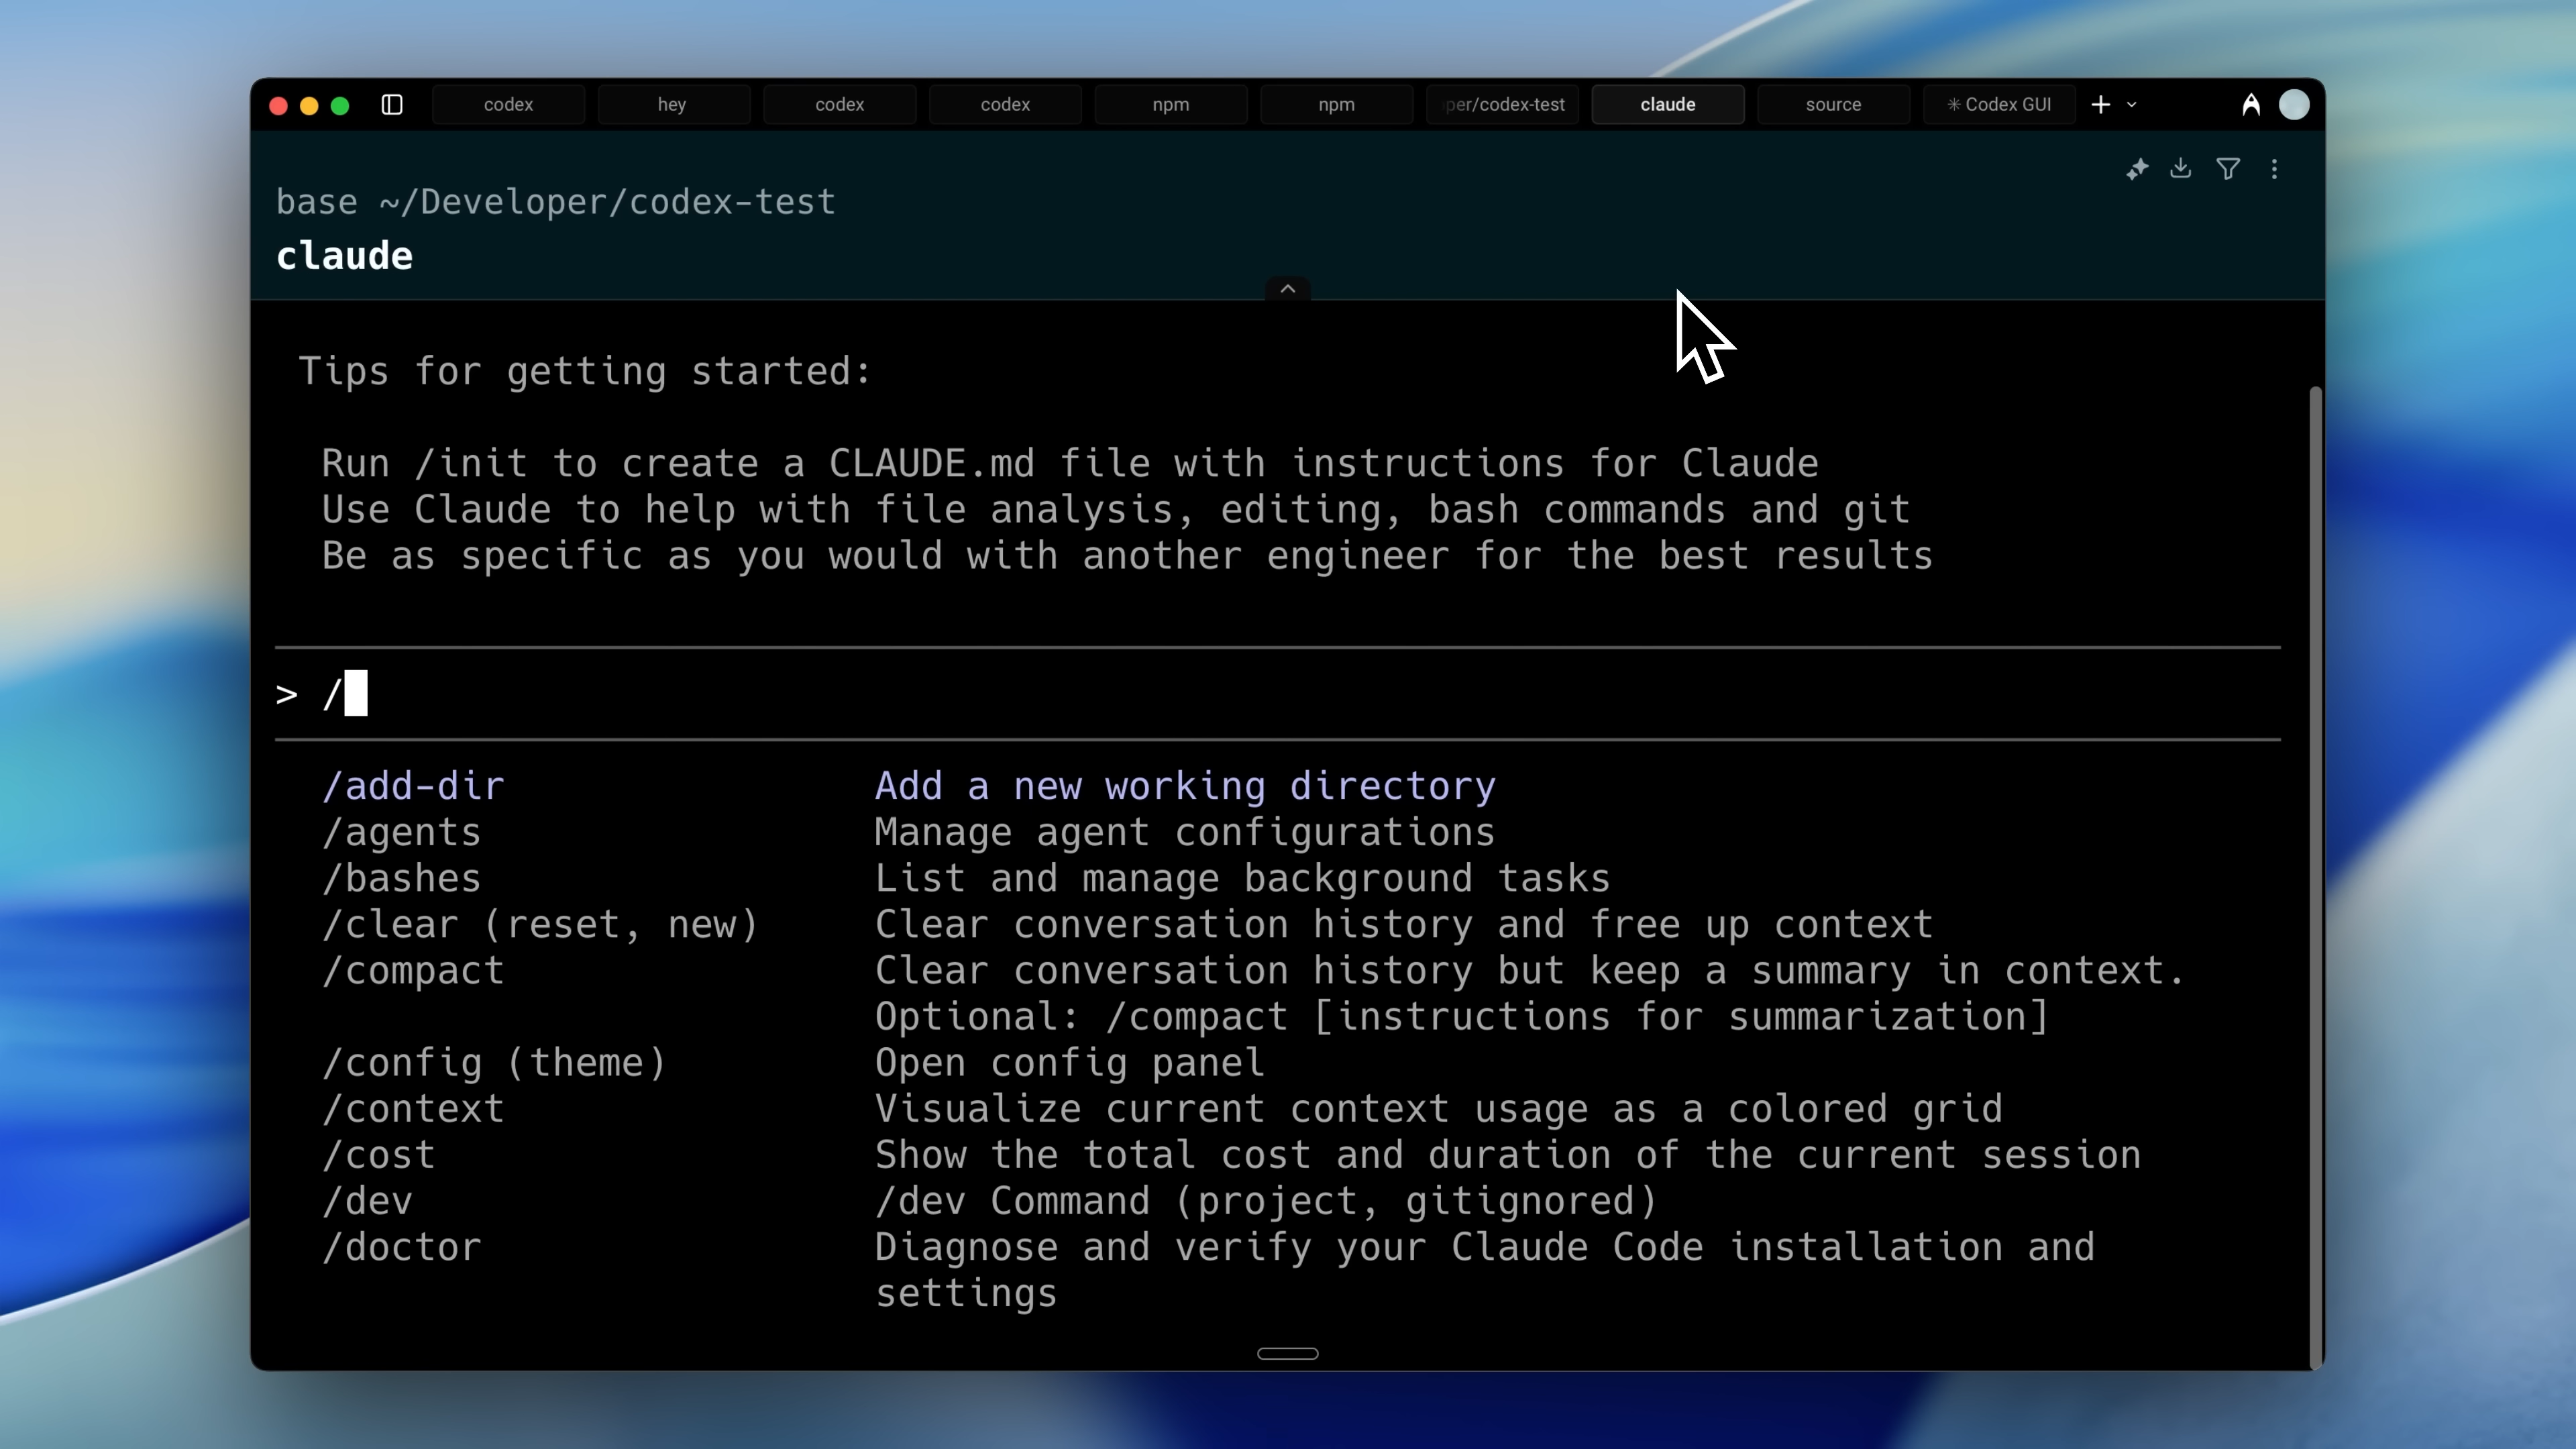 codex hey codex codex npm npm per/codex-test claude source ✳ Codex GUI
base ~/Developer/codex-test
claude
Tips for getting started:
Run /init to create a CLAUDE.md file with instructions for Claude
Use Claude to help with file analysis, editing, bash commands and git
Be as specific as you would with another engineer for the best results
> /
/add-dir Add a new working directory
/agents Manage agent configurations
/bashes List and manage background tasks
/clear (reset, new) Clear conversation history and free up context
/compact Clear conversation history but keep a summary in context.
Optional: /compact [instructions for summarization]
/config (theme) Open config panel
/context Visualize current context usage as a colored grid
/cost Show the total cost and duration of the current session
/dev /dev Command (project, gitignored)
/doctor Diagnose and verify your Claude Code installation and
settings